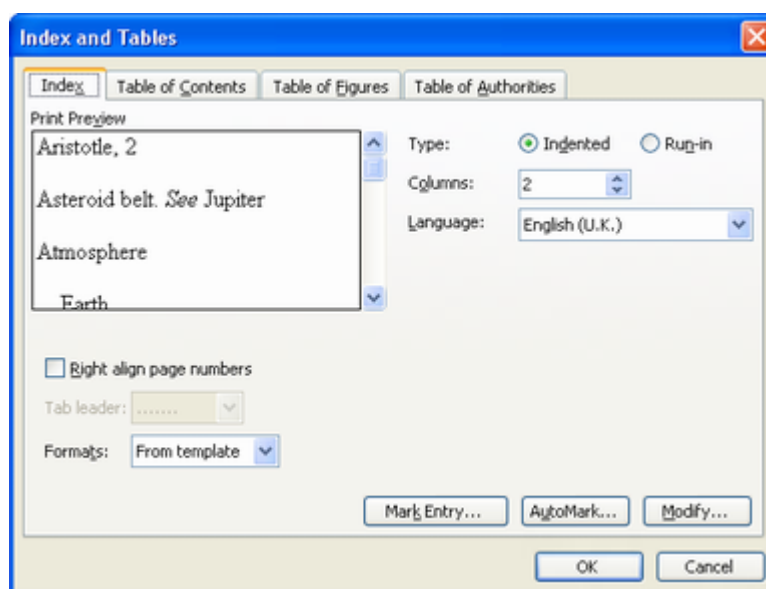 Index and Tables
Index Table of Contents Table of Figures Table of Authorities
Print Preview
Aristotle, 2
Asteroid belt. See Jupiter
Atmosphere
Earth
Type: Indented Run-in
Columns: 2
Language: English (U.K.)
Right align page numbers
Tab leader: .......
Formats: From template
Mark Entry... AutoMark... Modify...
OK Cancel